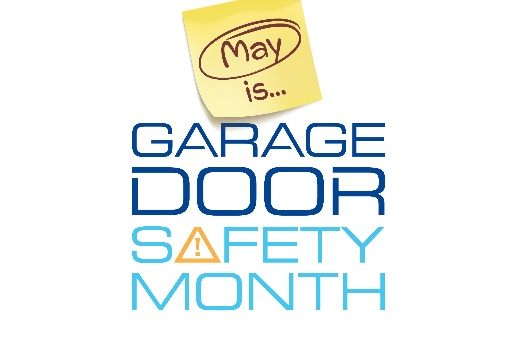 May
is...
GARAGE
DOOR
SAFETY
MONTH